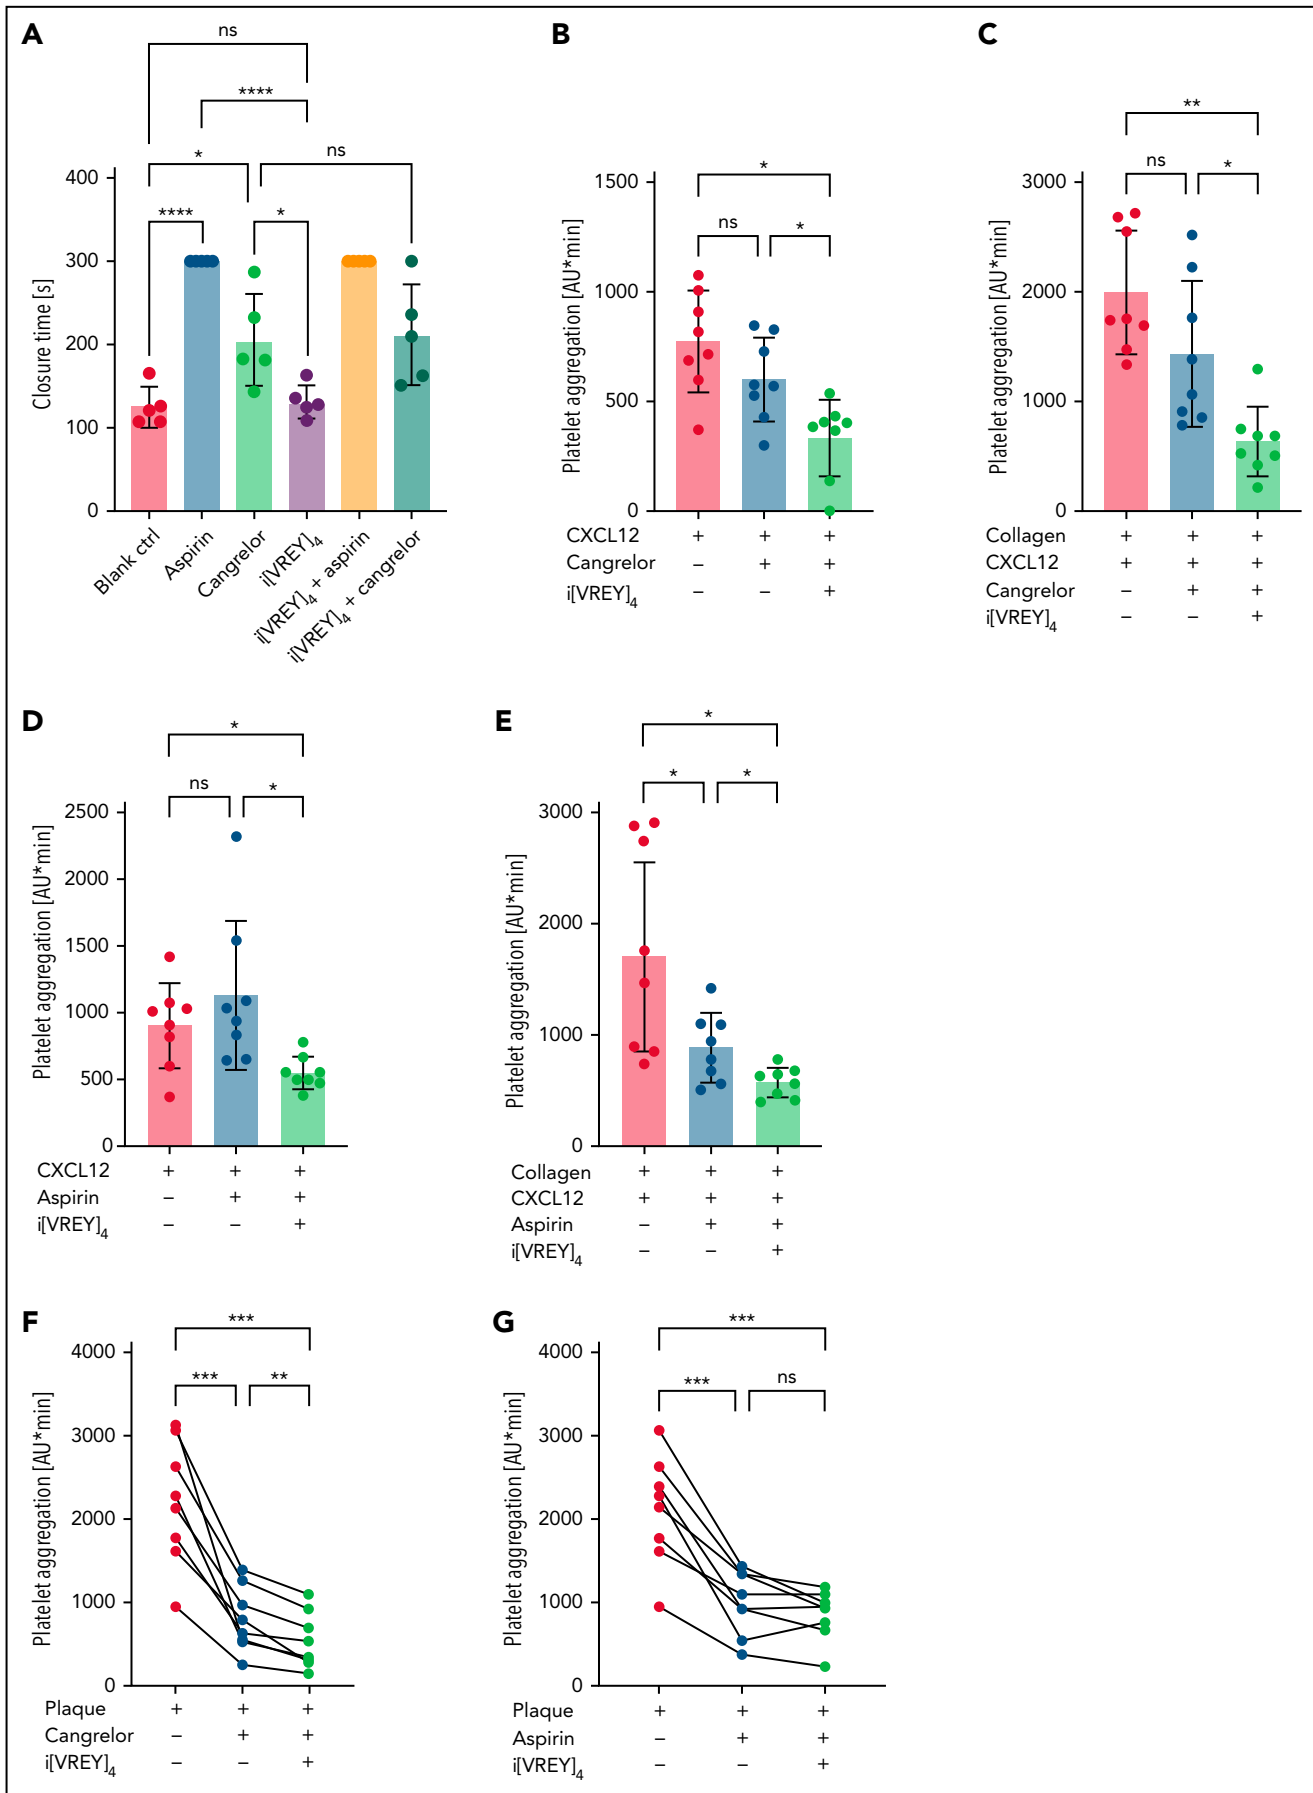 A
ns
****
*
ns
****
*
Closure time [s]
400
300
200
100
0
Blank ctrl
Aspirin
Cangrelor
i[VREY]4
i[VREY]4 + aspirin
i[VREY]4 + cangrelor
B
*
ns
*
Platelet aggregation [AU*min]
1500
1000
500
0
CXCL12 + + +
Cangrelor – + +
i[VREY]4 – – +
C
**
ns
*
Platelet aggregation [AU*min]
3000
2000
1000
0
Collagen + + +
CXCL12 + + +
Cangrelor – + +
i[VREY]4 – – +
D
*
ns
*
Platelet aggregation [AU*min]
2500
2000
1500
1000
500
0
CXCL12 + + +
Aspirin – + +
i[VREY]4 – – +
E
*
*
*
Platelet aggregation [AU*min]
3000
2000
1000
0
Collagen + + +
CXCL12 + + +
Aspirin – + +
i[VREY]4 – – +
F
***
***
**
Platelet aggregation [AU*min]
4000
3000
2000
1000
0
Plaque + + +
Cangrelor – + +
i[VREY]4 – – +
G
***
***
ns
Platelet aggregation [AU*min]
4000
3000
2000
1000
0
Plaque + + +
Aspirin – + +
i[VREY]4 – – +